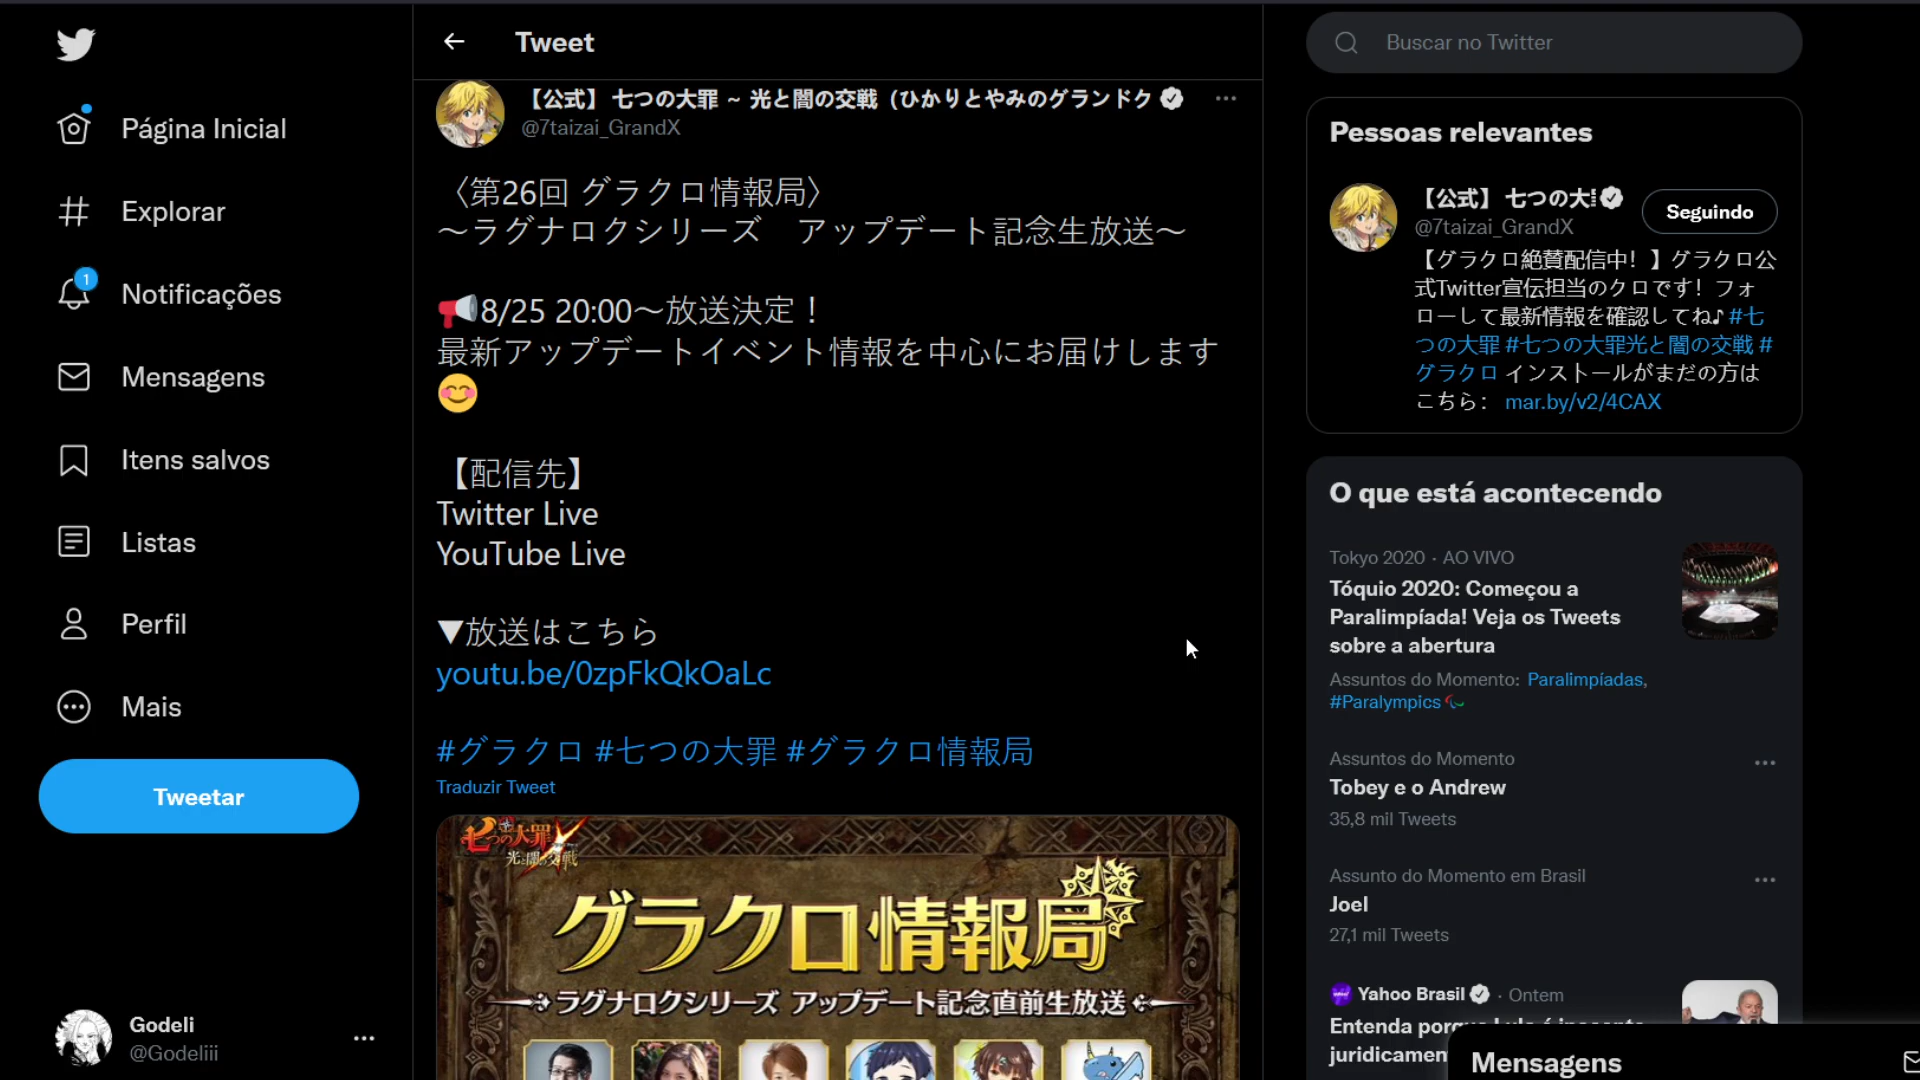 Página Inicial
Explorar
1
Notificações
Mensagens
Itens salvos
Listas
Perfil
Mais
Tweetar
Godeli
@Godeliii
Tweet
【公式】 七つの大罪 ~ 光と闇の交戦（ひかりとやみのグランドク
@7taizai_GrandX
〈第26回 グラクロ情報局〉
～ラグナロクシリーズ　アップデート記念生放送～
📢8/25 20:00～放送決定！
最新アップデートイベント情報を中心にお届けします
😊
【配信先】
Twitter Live
YouTube Live
▼放送はこちら
youtu.be/0zpFkQkOaLc
#グラクロ #七つの大罪 #グラクロ情報局
Traduzir Tweet
七つの大罪
光と闇の交戦
グラクロ情報局
ラグナロクシリーズ アップデート記念直前生放送
Buscar no Twitter
Pessoas relevantes
【公式】 七つの大
@7taizai_GrandX
Seguindo
【グラクロ絶賛配信中！】グラクロ公
式Twitter宣伝担当のクロです！フォ
ローして最新情報を確認してね♪ #七
つの大罪 #七つの大罪光と闇の交戦 #
グラクロ インストールがまだの方は
こちら： mar.by/v2/4CAX
O que está acontecendo
Tokyo 2020 · AO VIVO
Tóquio 2020: Começou a
Paralimpíada! Veja os Tweets
sobre a abertura
Assuntos do Momento: Paralimpíadas,
#Paralympics
Assuntos do Momento
Tobey e o Andrew
35,8 mil Tweets
Assunto do Momento em Brasil
Joel
27,1 mil Tweets
Yahoo Brasil · Ontem
Entenda
juridicamen
Mensagens